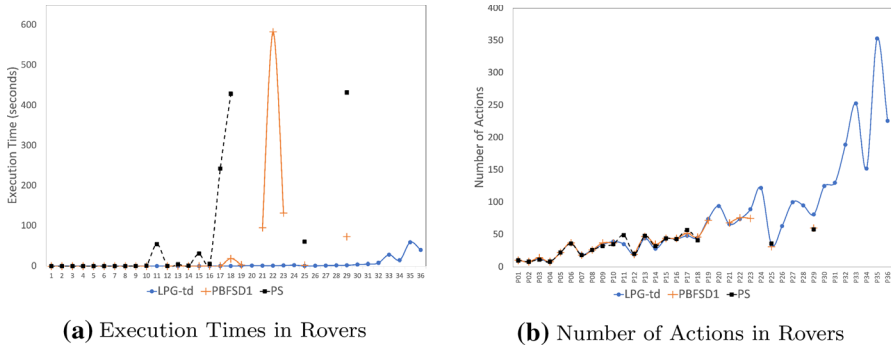 600
500
400
300
200
100
0
Execution Time (seconds)
1 2 3 4 5 6 7 8 9 10 11 12 13 14 15 16 17 18 19 20 21 22 23 24 25 26 27 28 29 30 31 32 33 34 35 36
LPG-td PBFSD1 PS
(a) Execution Times in Rovers
400
350
300
250
200
150
100
50
0
Number of Actions
P01 P02 P03 P04 P05 P06 P07 P08 P09 P10 P11 P12 P13 P14 P15 P16 P17 P18 P19 P20 P21 P22 P23 P24 P25 P26 P27 P28 P29 P30 P31 P32 P33 P34 P35 P36
LPG-td PBFSD1 PS
(b) Number of Actions in Rovers